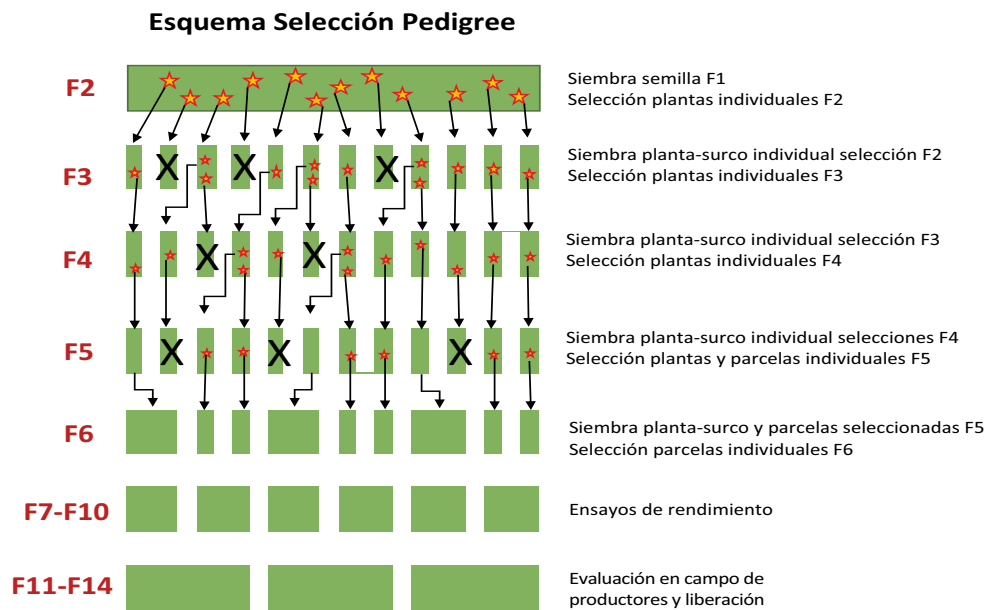 Esquema Selección Pedigree
F2
Siembra semilla F1
Selección plantas individuales F2
F3
Siembra planta-surco individual selección F2
Selección plantas individuales F3
F4
Siembra planta-surco individual selección F3
Selección plantas individuales F4
F5
Siembra planta-surco individual selecciones F4
Selección plantas y parcelas individuales F5
F6
Siembra planta-surco y parcelas seleccionadas F5
Selección parcelas individuales F6
F7-F10
Ensayos de rendimiento
F11-F14
Evaluación en campo de
productores y liberación